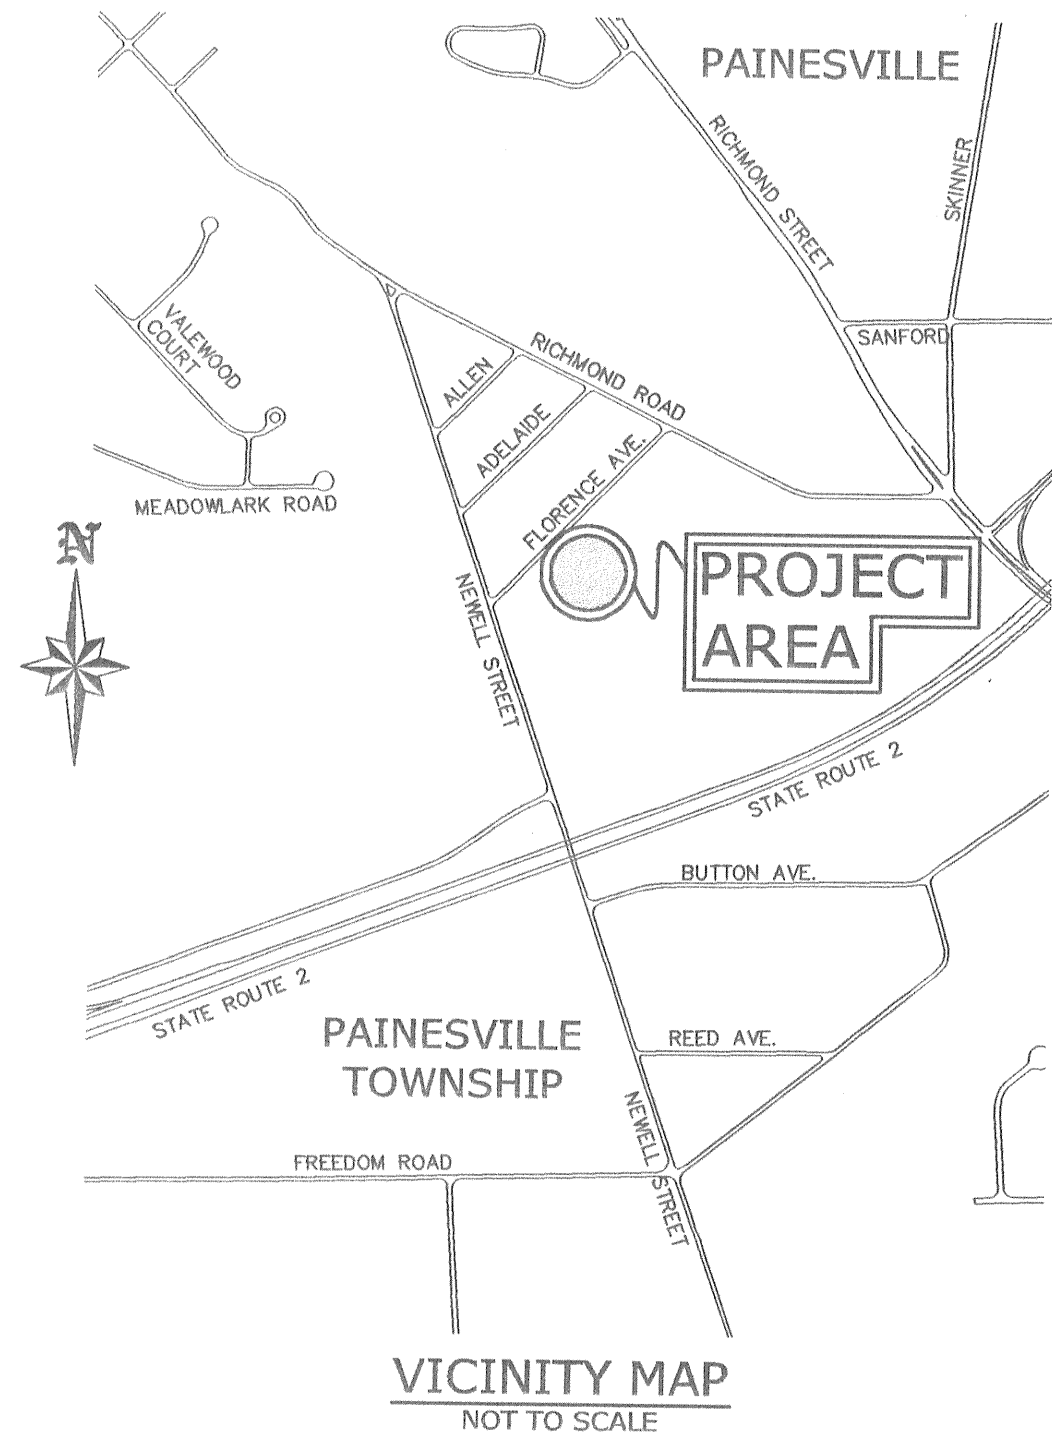 PAINESVILLE
RICHMOND STREET
SKINNER
SANFORD
VALEWOOD
COURT
ALLEN
RICHMOND ROAD
ADELAIDE
FLORENCE AVE.
MEADOWLARK ROAD
N
PROJECT
AREA
NEWELL STREET
STATE ROUTE 2
BUTTON AVE.
STATE ROUTE 2
PAINESVILLE
TOWNSHIP
REED AVE.
NEWELL STREET
FREEDOM ROAD
VICINITY MAP
NOT TO SCALE